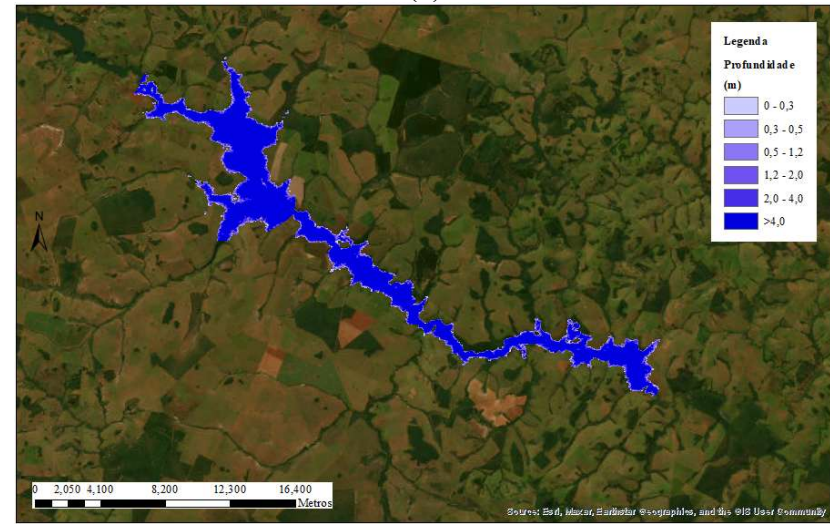 Legenda
Profundidade
(m)
0 - 0,3
0,3 - 0,5
0,5 - 1,2
1,2 - 2,0
2,0 - 4,0
>4,0
N
0 2,050 4,100 8,200 12,300 16,400
Metros
Source: Esri, Maxar, Earthstar Geographics, and the GIS User Community